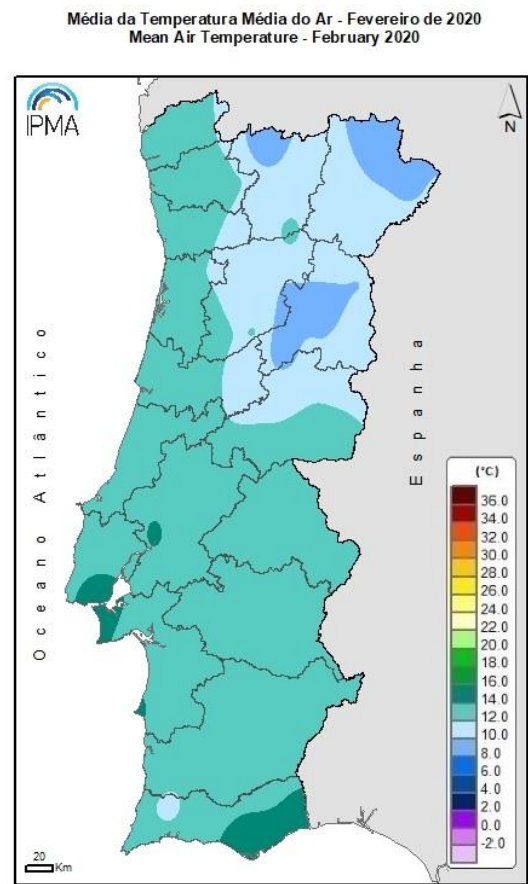 Média da Temperatura Média do Ar - Fevereiro de 2020
Mean Air Temperature - February 2020
IPMA
N
Oceano Atlântico
Espanha
(°C)
36.0
34.0
32.0
30.0
28.0
26.0
24.0
22.0
20.0
18.0
16.0
14.0
12.0
10.0
8.0
6.0
4.0
2.0
0.0
-2.0
20
Km